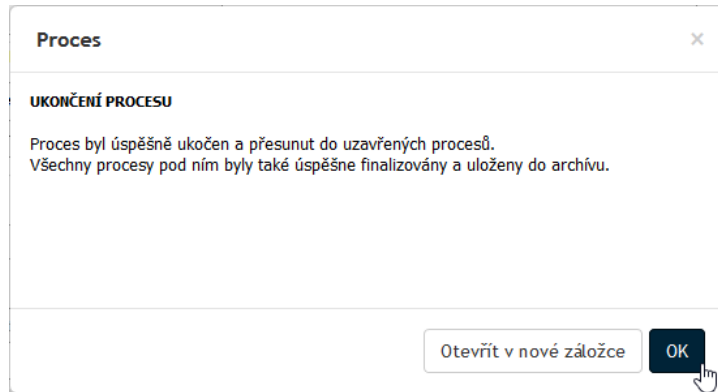 Proces
×
UKONČENÍ PROCESU
Proces byl úspěšně ukočen a přesunut do uzavřených procesů.
Všechny procesy pod ním byly také úspěšne finalizovány a uloženy do archívu.
Otevřít v nové záložce
OK